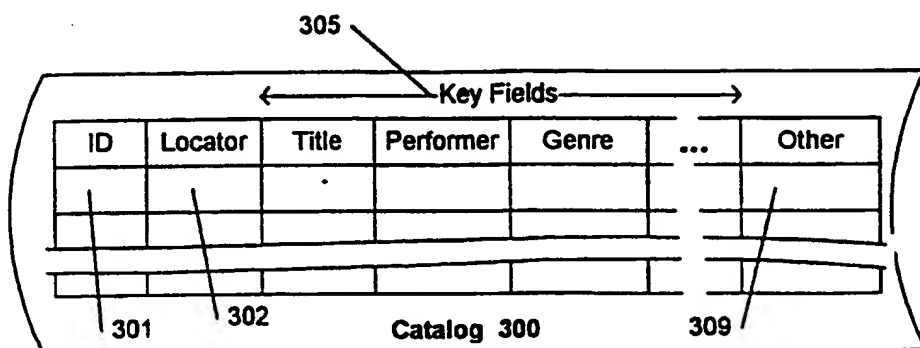 305
Key Fields
ID Locator Title Performer Genre ... Other
301 302 Catalog 300 309